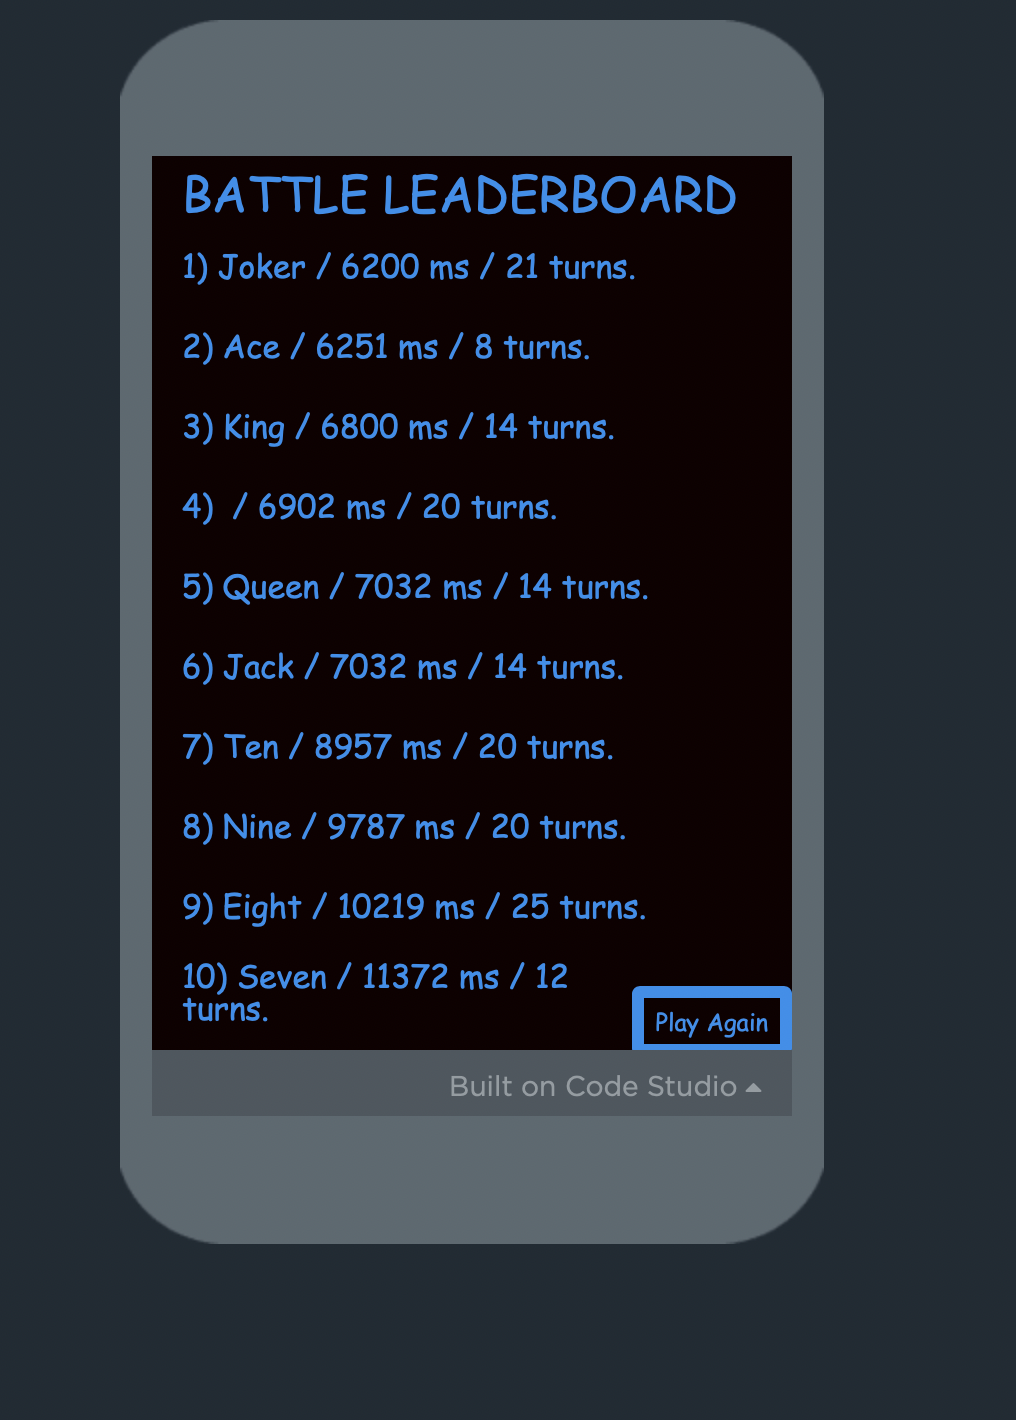 BATTLE LEADERBOARD
1) Joker / 6200 ms / 21 turns.
2) Ace / 6251 ms / 8 turns.
3) King / 6800 ms / 14 turns.
4)  / 6902 ms / 20 turns.
5) Queen / 7032 ms / 14 turns.
6) Jack / 7032 ms / 14 turns.
7) Ten / 8957 ms / 20 turns.
8) Nine / 9787 ms / 20 turns.
9) Eight / 10219 ms / 25 turns.
10) Seven / 11372 ms / 12
turns.
Play Again
Built on Code Studio